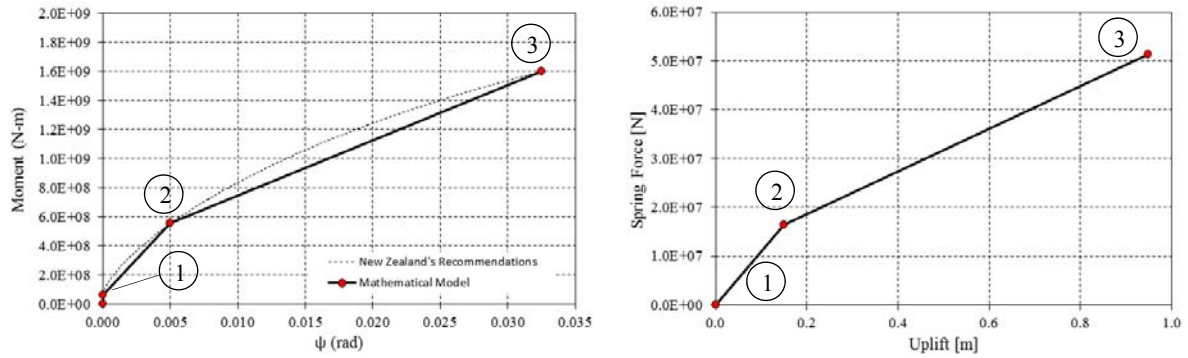 2.0E+09
1.8E+09
1.6E+09
1.4E+09
1.2E+09
1.0E+09
8.0E+08
6.0E+08
4.0E+08
2.0E+08
0.0E+00
Moment (N-m)
3
2
1
New Zealand's Recommendations
Mathematical Model
0.000 0.005 0.010 0.015 0.020 0.025 0.030 0.035
ψ (rad)
6.0E+07
5.0E+07
4.0E+07
3.0E+07
2.0E+07
1.0E+07
0.0E+00
Spring Force [N]
3
2
1
0.0 0.2 0.4 0.6 0.8 1.0
Uplift [m]